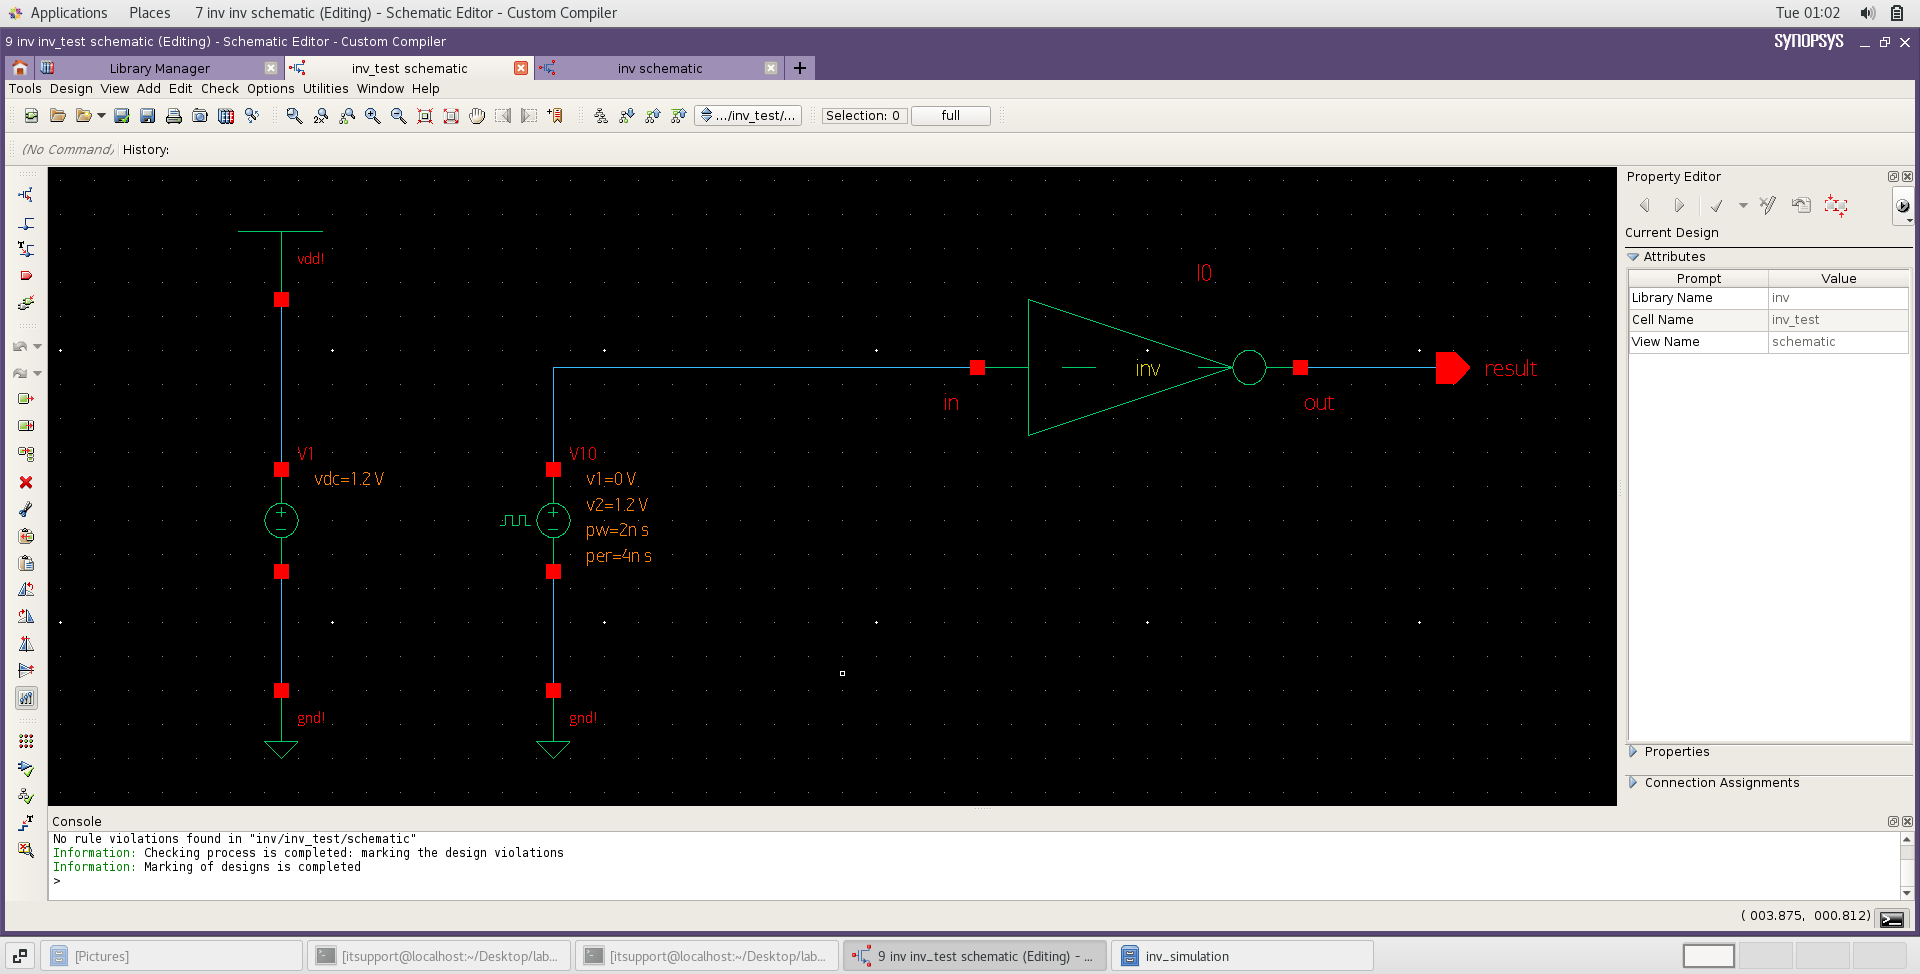 Applications Places 7 inv inv schematic (Editing) - Schematic Editor - Custom Compiler Tue 01:02
9 inv inv_test schematic (Editing) - Schematic Editor - Custom Compiler SYNOPSYS
Library Manager inv_test schematic inv schematic
Tools Design View Add Edit Check Options Utilities Window Help
.../inv_test/... Selection: 0 full
(No Command) History:
Property Editor
Current Design
Attributes
Prompt Value
Library Name inv
Cell Name inv_test
View Name schematic
Properties
Connection Assignments
vdd!
I0
inv
result
in
out
V1
vdc=1.2 V
V10
v1=0 V
v2=1.2 V
pw=2n s
per=4n s
gnd!
gnd!
Console
No rule violations found in "inv/inv_test/schematic"
Information: Checking process is completed: marking the design violations
Information: Marking of designs is completed
>
( 003.875, 000.812)
[Pictures] [itsupport@localhost:~/Desktop/lab... [itsupport@localhost:~/Desktop/lab... 9 inv inv_test schematic (Editing) - ... inv_simulation